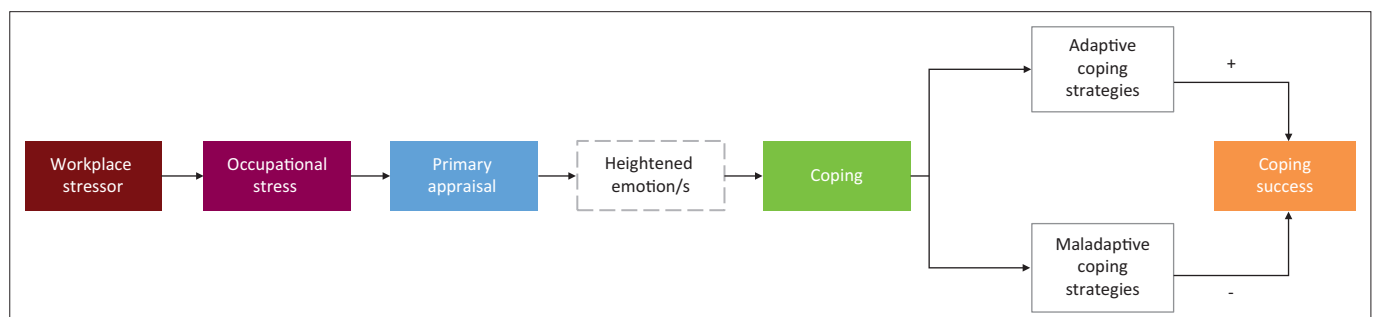 Workplace
stressor
Occupational
stress
Primary
appraisal
Heightened
emotion/s
Coping
Adaptive
coping
strategies
+
Maladaptive
coping
strategies
-
Coping
success